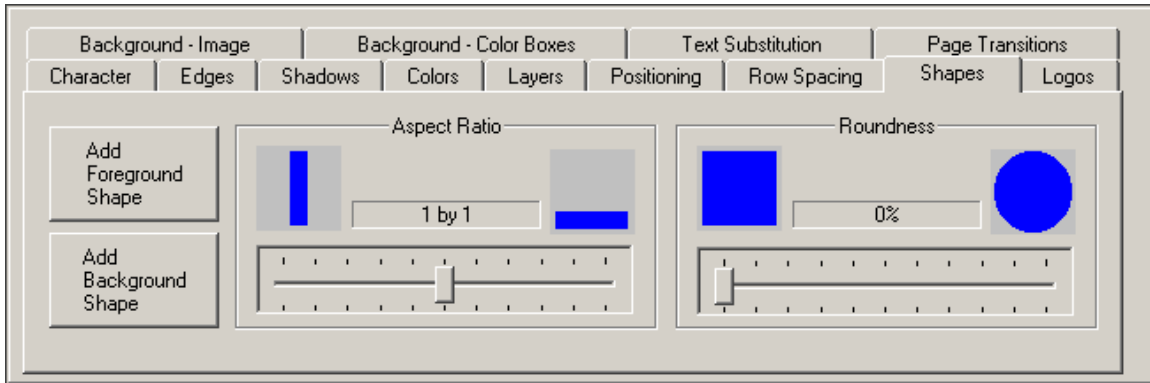 Background - Image Background - Color Boxes Text Substitution Page Transitions
Character Edges Shadows Colors Layers Positioning Row Spacing Shapes Logos
Add
Foreground
Shape
Add
Background
Shape
Aspect Ratio
1 by 1
Roundness
0%